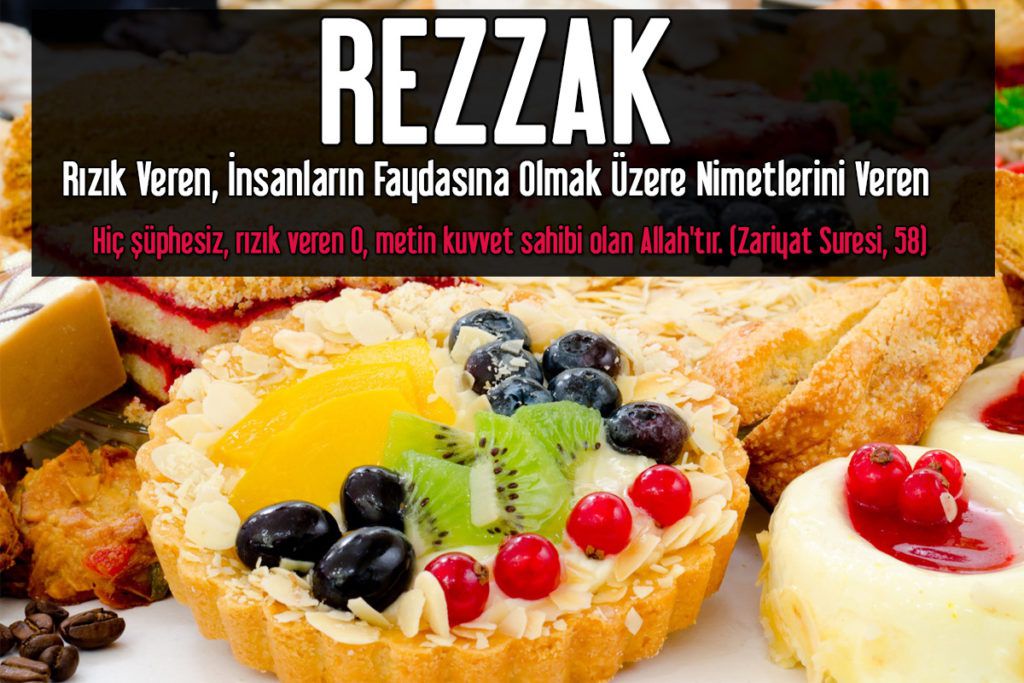 REZZAK
Rızık Veren, İnsanların Faydasına Olmak Üzere Nimetlerini Veren
Hiç şüphesiz, rızık veren O, metin kuvvet sahibi olan Allah'tır. (Zariyat Suresi, 58)